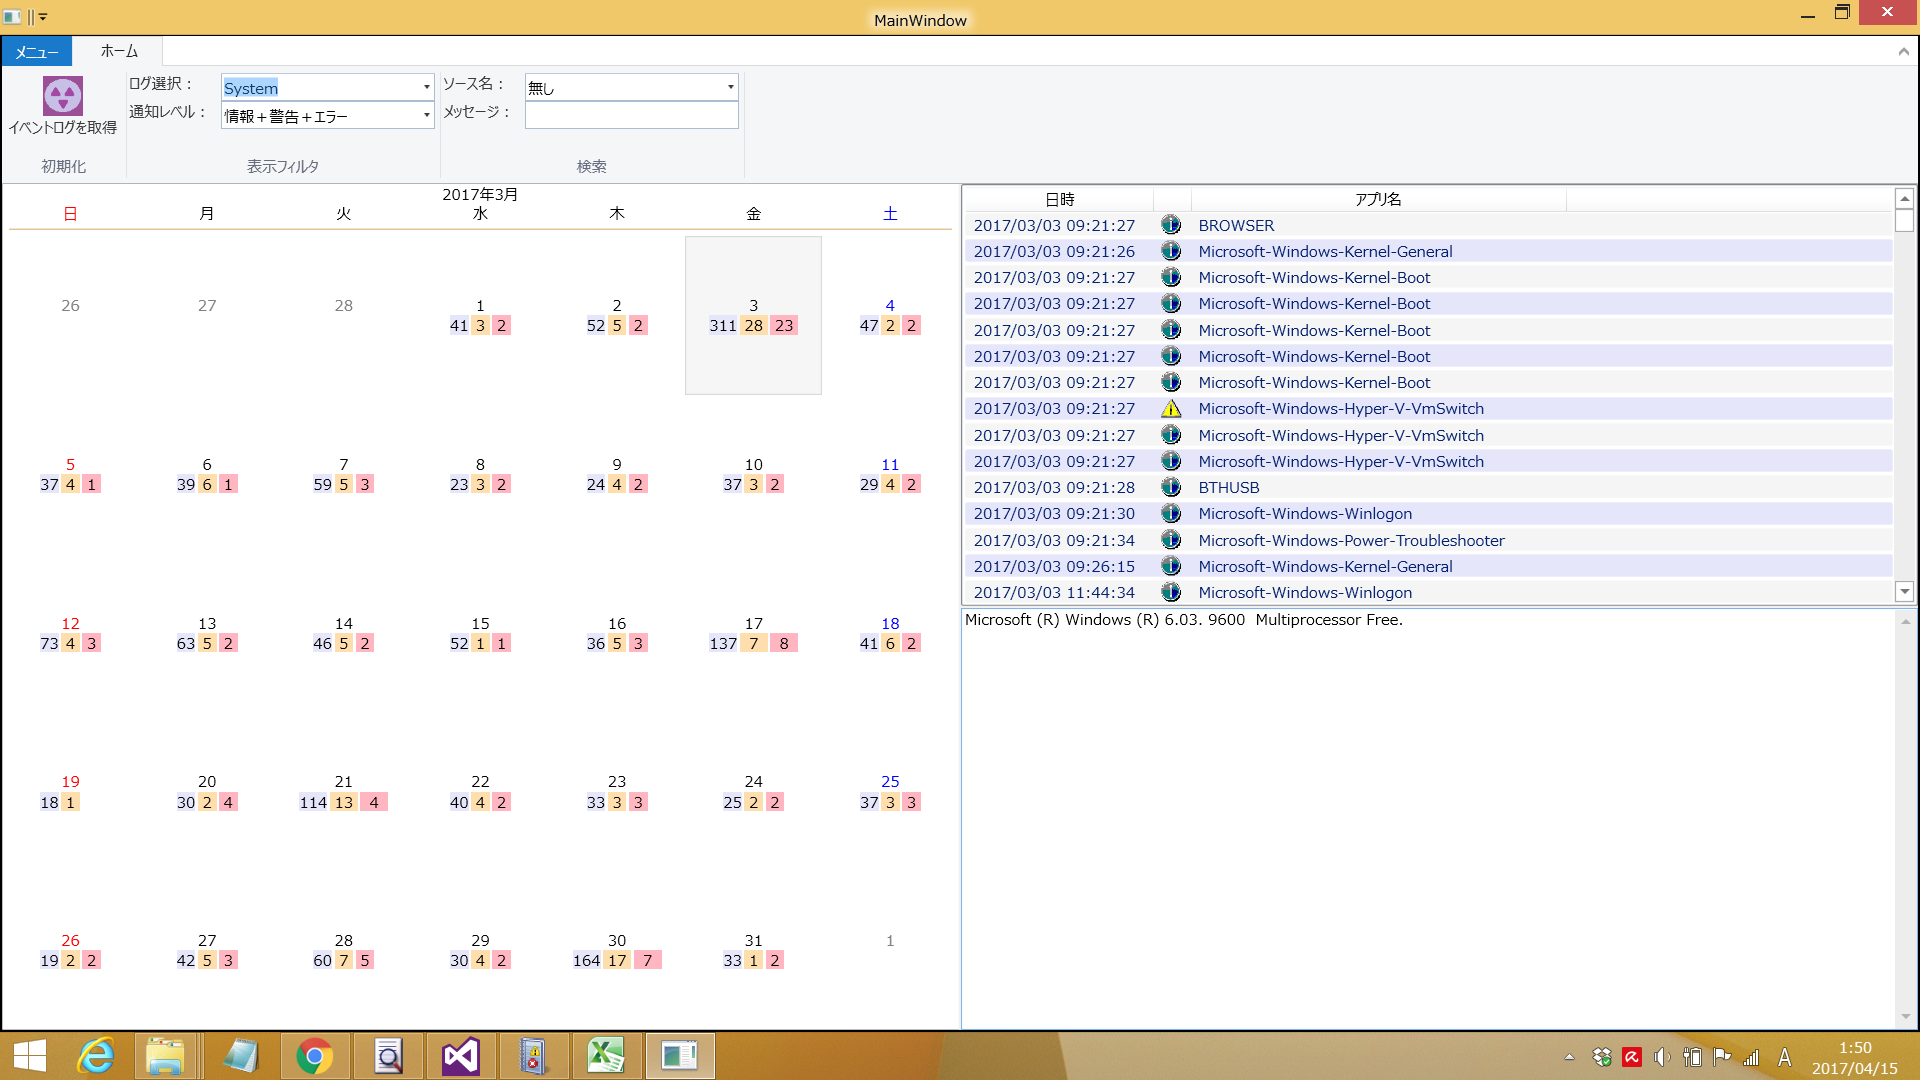 MainWindow
メニュー ホーム
イベントログを取得
初期化
ログ選択： System
通知レベル： 情報＋警告＋エラー
表示フィルタ
ソース名： 無し
メッセージ：
検索
2017年3月
日 月 火 水 木 金 土
26 27 28 1 2 3 4
41 3 2 52 5 2 311 28 23 47 2 2
5 6 7 8 9 10 11
37 4 1 39 6 1 59 5 3 23 3 2 24 4 2 37 3 2 29 4 2
12 13 14 15 16 17 18
73 4 3 63 5 2 46 5 2 52 1 1 36 5 3 137 7 8 41 6 2
19 20 21 22 23 24 25
18 1 30 2 4 114 13 4 40 4 2 33 3 3 25 2 2 37 3 3
26 27 28 29 30 31 1
19 2 2 42 5 3 60 7 5 30 4 2 164 17 7 33 1 2
日時 アプリ名
2017/03/03 09:21:27 BROWSER
2017/03/03 09:21:26 Microsoft-Windows-Kernel-General
2017/03/03 09:21:27 Microsoft-Windows-Kernel-Boot
2017/03/03 09:21:27 Microsoft-Windows-Kernel-Boot
2017/03/03 09:21:27 Microsoft-Windows-Kernel-Boot
2017/03/03 09:21:27 Microsoft-Windows-Kernel-Boot
2017/03/03 09:21:27 Microsoft-Windows-Kernel-Boot
2017/03/03 09:21:27 Microsoft-Windows-Hyper-V-VmSwitch
2017/03/03 09:21:27 Microsoft-Windows-Hyper-V-VmSwitch
2017/03/03 09:21:27 Microsoft-Windows-Hyper-V-VmSwitch
2017/03/03 09:21:28 BTHUSB
2017/03/03 09:21:30 Microsoft-Windows-Winlogon
2017/03/03 09:21:34 Microsoft-Windows-Power-Troubleshooter
2017/03/03 09:26:15 Microsoft-Windows-Kernel-General
2017/03/03 11:44:34 Microsoft-Windows-Winlogon
Microsoft (R) Windows (R) 6.03. 9600 Multiprocessor Free.
A
1:50
2017/04/15